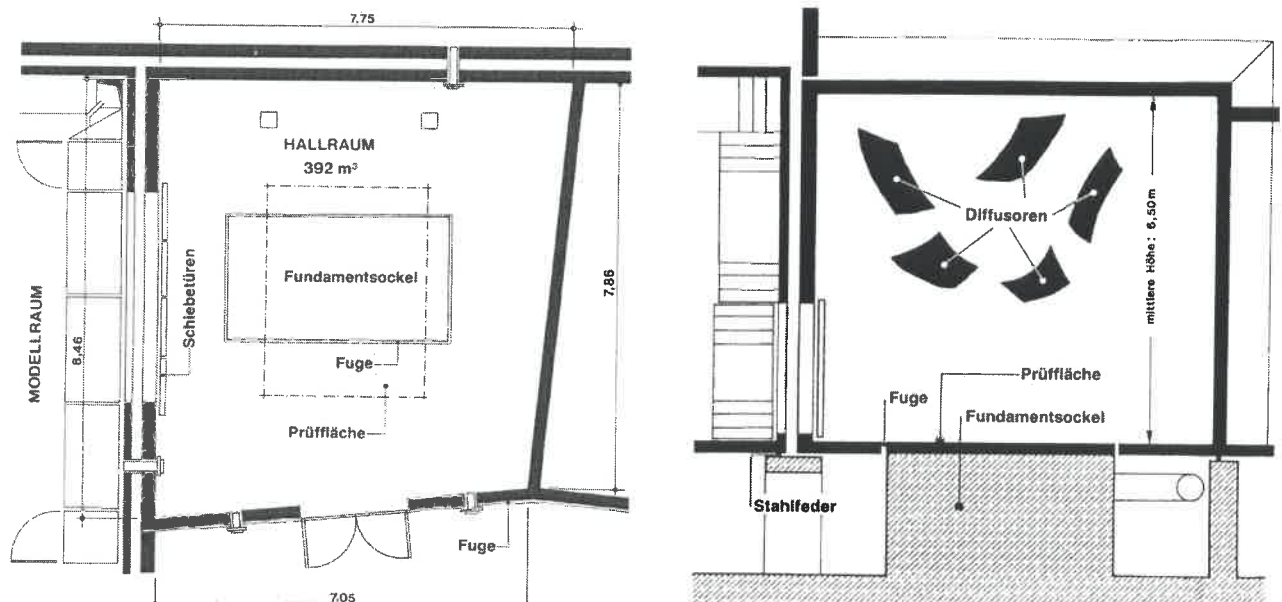 7.75
HALLRAUM
392 m³
Fundamentsockel
Schiebetüren
MODELLRAUM
8,46
7,86
Fuge
Prüffläche
Fuge
7.05
Diffusoren
mittlere Höhe: 6,50m
Prüffläche
Fuge
Fundamentsockel
Stahlfeder